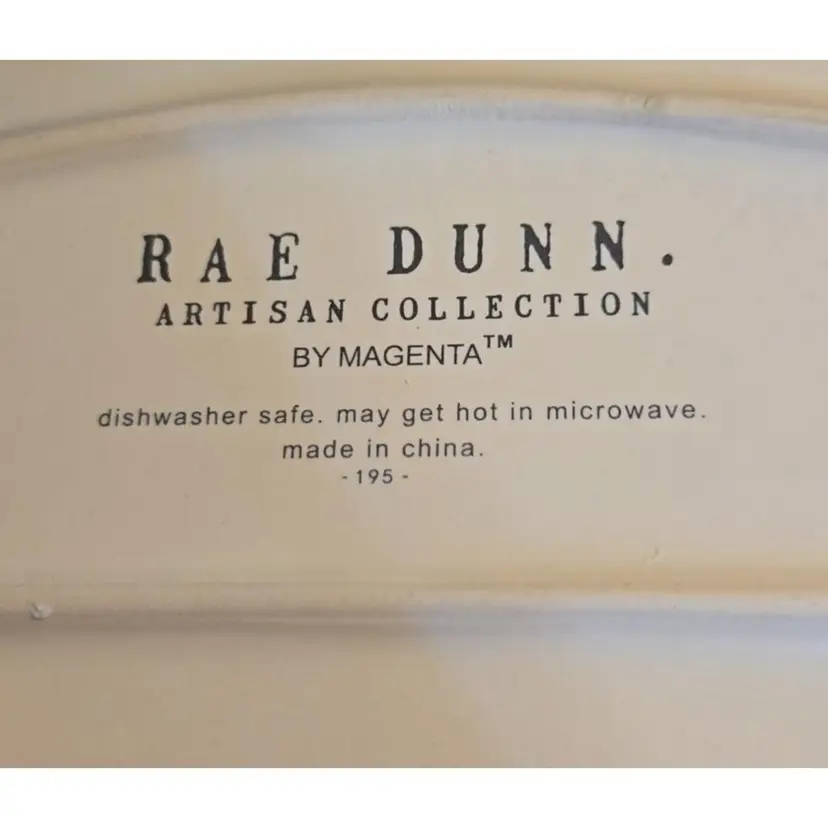 RAE DUNN.
ARTISAN COLLECTION
BY MAGENTA™
dishwasher safe. may get hot in microwave.
made in china.
- 195 -